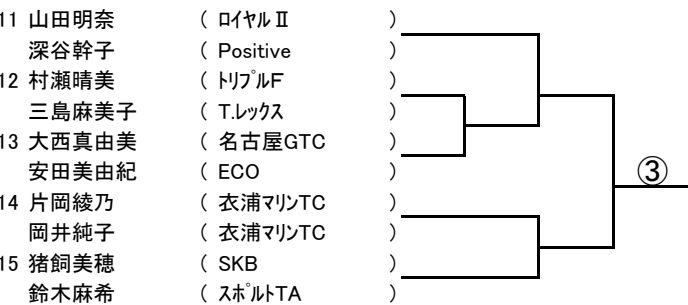 11 山田明奈 ( ロイヤルⅡ )
深谷幹子 ( Positive )
12 村瀬晴美 ( ﾄﾘﾌﾟﾙF )
三島麻美子 ( T.ﾚｯｸｽ )
13 大西真由美 ( 名古屋GTC )
安田美由紀 ( ECO )
14 片岡綾乃 ( 衣浦ﾏﾘﾝTC )
岡井純子 ( 衣浦ﾏﾘﾝTC )
15 猪飼美穂 ( SKB )
鈴木麻希 ( ｽﾎﾟﾙﾄTA )
③